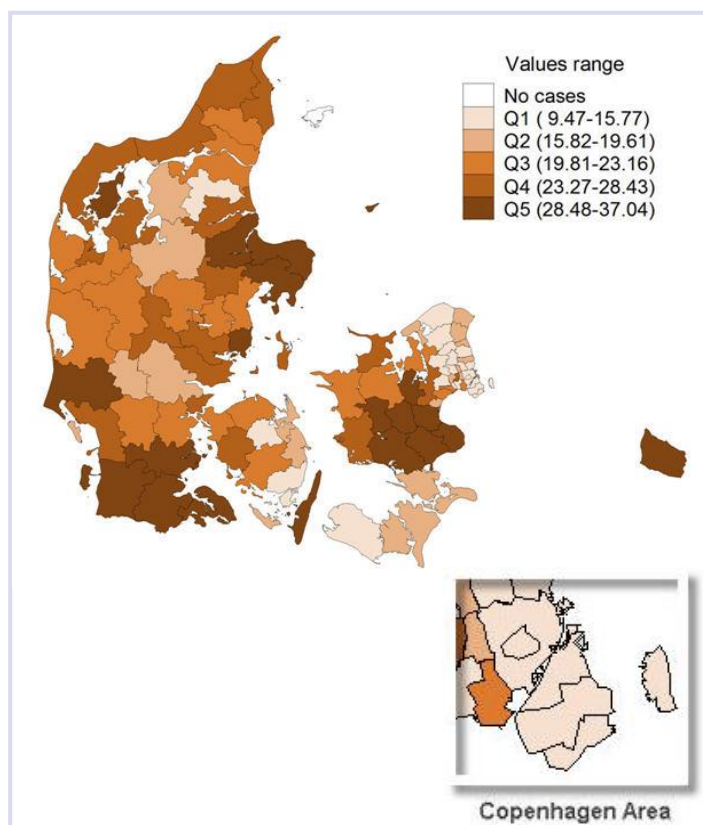 Values range
No cases
Q1 ( 9.47-15.77)
Q2 (15.82-19.61)
Q3 (19.81-23.16)
Q4 (23.27-28.43)
Q5 (28.48-37.04)
Copenhagen Area